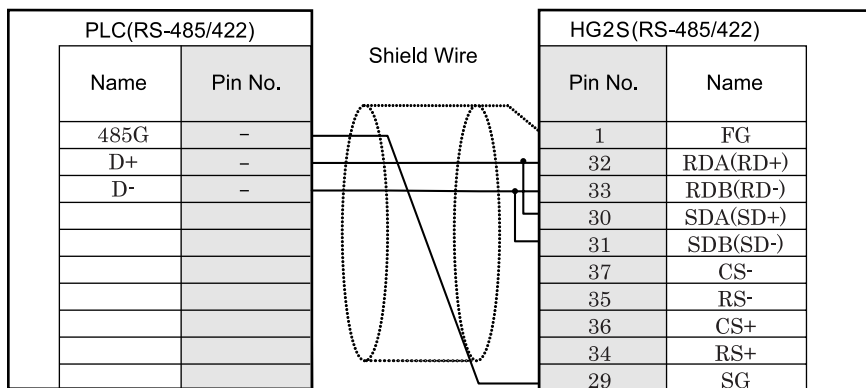 PLC(RS-485/422)
Shield Wire
HG2S(RS-485/422)
Name Pin No.
Pin No. Name
485G - 1 FG
D+ - 32 RDA(RD+)
D- - 33 RDB(RD-)
30 SDA(SD+)
31 SDB(SD-)
37 CS-
35 RS-
36 CS+
34 RS+
29 SG